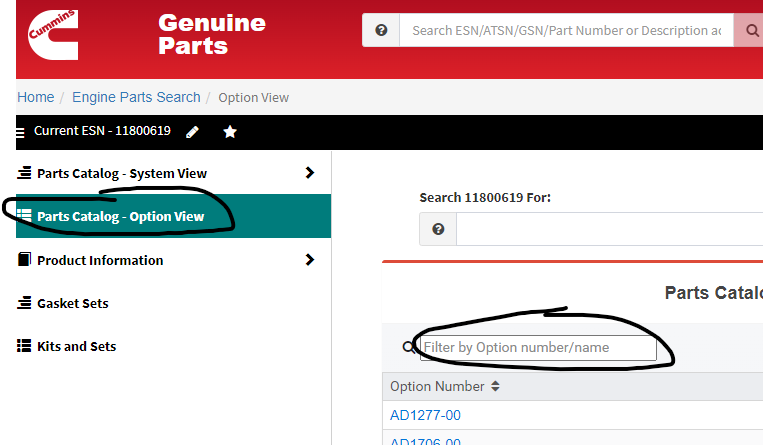 Cummins
Genuine
Parts
Search ESN/ATSN/GSN/Part Number or Description ac
Home / Engine Parts Search / Option View
Current ESN - 11800619
Parts Catalog - System View
Parts Catalog - Option View
Product Information
Gasket Sets
Kits and Sets
Search 11800619 For:
Parts Catalo
Filter by Option number/name
Option Number
AD1277-00
AD1706-00